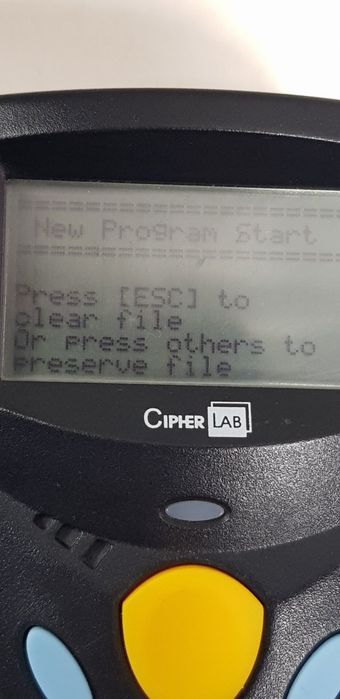 ====================
New Program Start
====================
Press [ESC] to
clear file
Or press others to
preserve file
CIPHER LAB